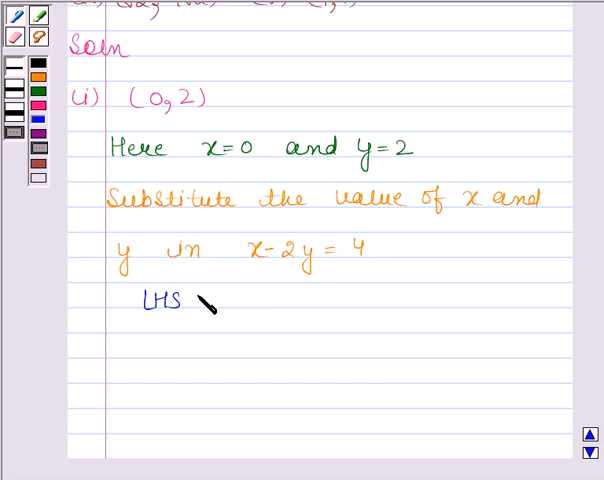 Soln
(i) (0,2)
Here x=0 and y=2
Substitute the value of x and
y in x-2y=4
LHS